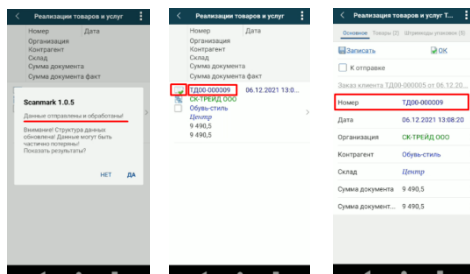 Реализации товаров и услуг
Номер Дата
Организация
Контрагент
Склад
Сумма документа
Сумма документа факт
Scanmark 1.0.5
Данные отправлены и обработаны!
Внимание! Структура данных
обновлена! Данные могут быть
частично потеряны!
Показать результаты?
НЕТ ДА
Реализации товаров и услуг
Номер Дата
Организация
Контрагент
Склад
Сумма документа
Сумма документа факт
ТД00-000009 06.12.2021 13:0...
СК-ТРЕЙД ООО
Обувь-стиль
Центр
9 490,5
9 490,5
Реализация товаров и услуг Т...
Основное Товары (2) Штрихкоды упаковок (5)
Записать ОК
К отправке
Заказ клиента ТД00-000005 от 06.12.20...
Номер ТД00-000009
Дата 06.12.2021 13:08:20
Организация СК-ТРЕЙД ООО
Контрагент Обувь-стиль
Склад Центр
Сумма документа 9 490,5
Сумма документ... 9 490,5